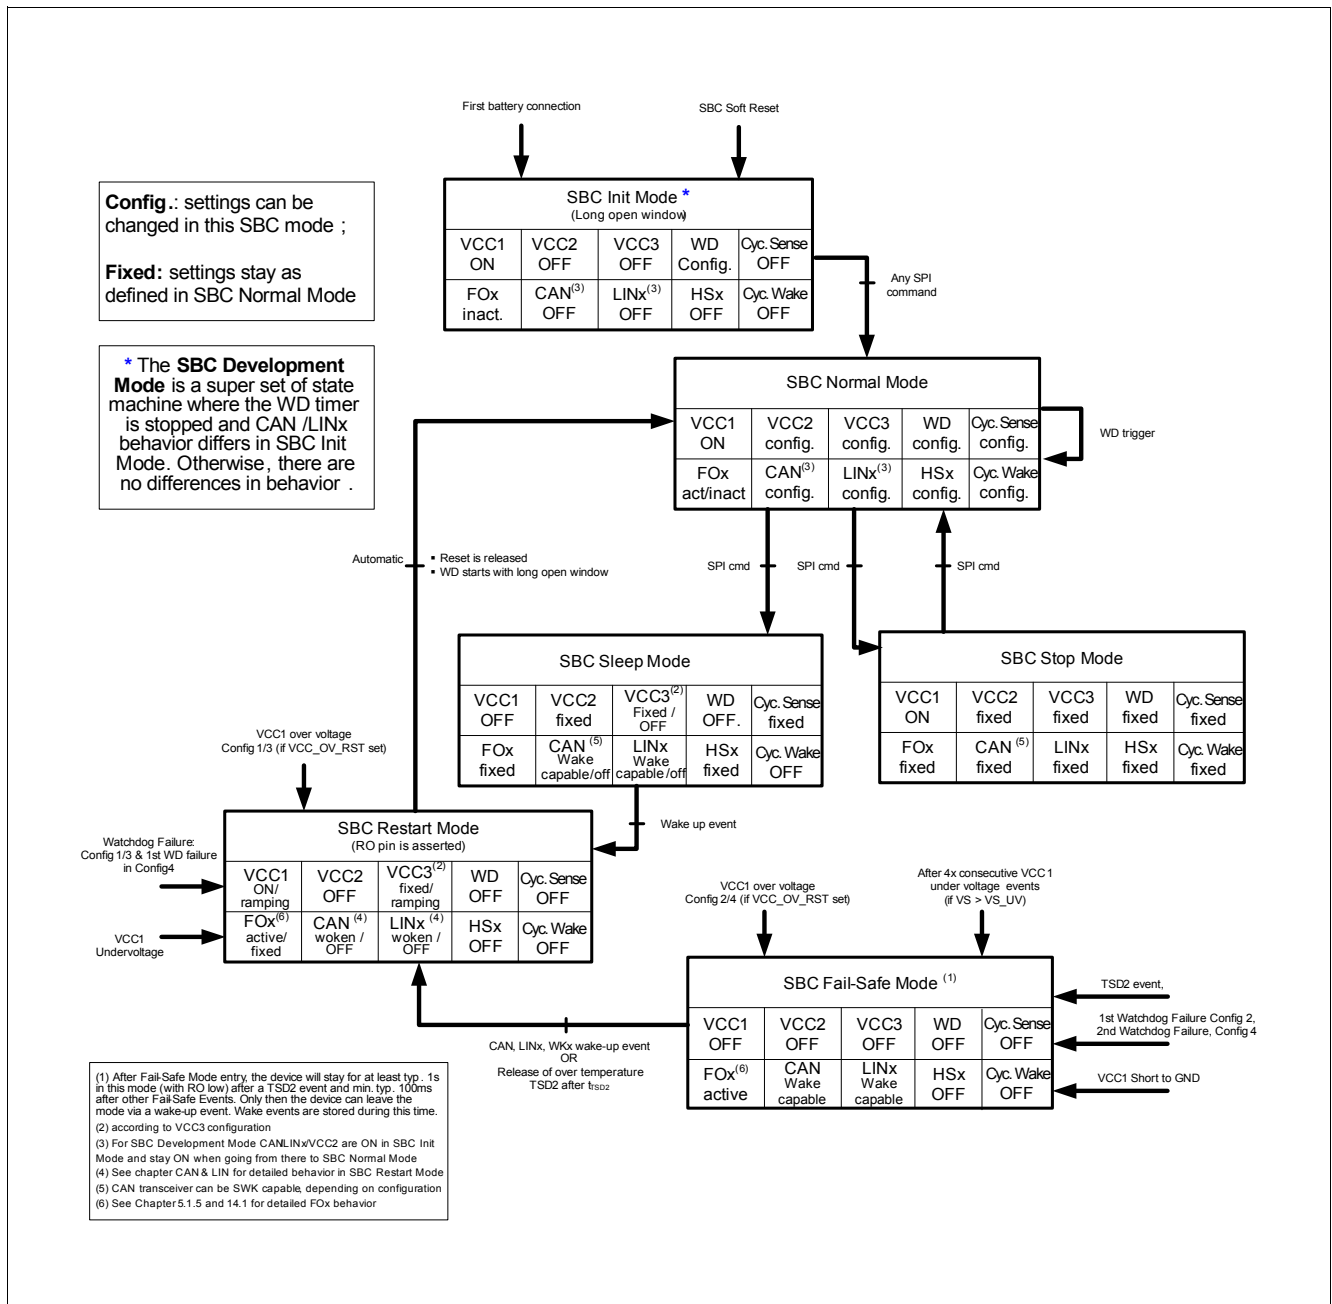 First battery connection
SBC Soft Reset
Config.: settings can be
changed in this SBC mode ;
Fixed: settings stay as
defined in SBC Normal Mode
* The SBC Development
Mode is a super set of state
machine where the WD timer
is stopped and CAN /LINx
behavior differs in SBC Init
Mode. Otherwise, there are
no differences in behavior .
SBC Init Mode *
(Long open window)
VCC1
ON
VCC2
OFF
VCC3
OFF
WD
Config.
Cyc. Sense
OFF
FOx
inact.
CAN(3)
OFF
LINx(3)
OFF
HSx
OFF
Cyc. Wake
OFF
Any SPI
command
SBC Normal Mode
VCC1
ON
VCC2
config.
VCC3
config.
WD
config.
Cyc. Sense
config.
FOx
act/inact
CAN(3)
config.
LINx(3)
config.
HSx
config.
Cyc. Wake
config.
WD trigger
Automatic
▪ Reset is released
▪ WD starts with long open window
SPI cmd
SPI cmd
SPI cmd
SBC Sleep Mode
VCC1
OFF
VCC2
fixed
VCC3(2)
Fixed /
OFF
WD
OFF.
Cyc. Sense
fixed
FOx
fixed
CAN (5)
Wake
capable/off
LINx
Wake
capable/off
HSx
fixed
Cyc. Wake
OFF
SBC Stop Mode
VCC1
ON
VCC2
fixed
VCC3
fixed
WD
fixed
Cyc. Sense
fixed
FOx
fixed
CAN (5)
fixed
LINx
fixed
HSx
fixed
Cyc. Wake
fixed
VCC1 over voltage
Config 1/3 (if VCC_OV_RST set)
Wake up event
Watchdog Failure:
Config 1/3 & 1st WD failure
in Config4
VCC1
Undervoltage
SBC Restart Mode
(RO pin is asserted)
VCC1
ON/
ramping
VCC2
OFF
VCC3(2)
fixed/
ramping
WD
OFF
Cyc. Sense
OFF
FOx(6)
active/
fixed
CAN (4)
woken /
OFF
LINx (4)
woken /
OFF
HSx
OFF
Cyc. Wake
OFF
VCC1 over voltage
Config 2/4 (if VCC_OV_RST set)
After 4x consecutive VCC1
under voltage events
(if VS > VS_UV)
SBC Fail-Safe Mode (1)
VCC1
OFF
VCC2
OFF
VCC3
OFF
WD
OFF
Cyc. Sense
OFF
FOx(6)
active
CAN
Wake
capable
LINx
Wake
capable
HSx
OFF
Cyc. Wake
OFF
TSD2 event,
1st Watchdog Failure Config 2,
2nd Watchdog Failure, Config 4
VCC1 Short to GND
CAN, LINx, WKx wake-up event
OR
Release of over temperature
TSD2 after tTSD2
(1) After Fail-Safe Mode entry, the device will stay for at least typ. 1s
in this mode (with RO low) after a TSD2 event and min. typ. 100ms
after other Fail-Safe Events. Only then the device can leave the
mode via a wake-up event. Wake events are stored during this time.
(2) according to VCC3 configuration
(3) For SBC Development Mode CAN/LINx/VCC2 are ON in SBC Init
Mode and stay ON when going from there to SBC Normal Mode
(4) See chapter CAN & LIN for detailed behavior in SBC Restart Mode
(5) CAN transceiver can be SWK capable, depending on configuration
(6) See Chapter 5.1.5 and 14.1 for detailed FOx behavior